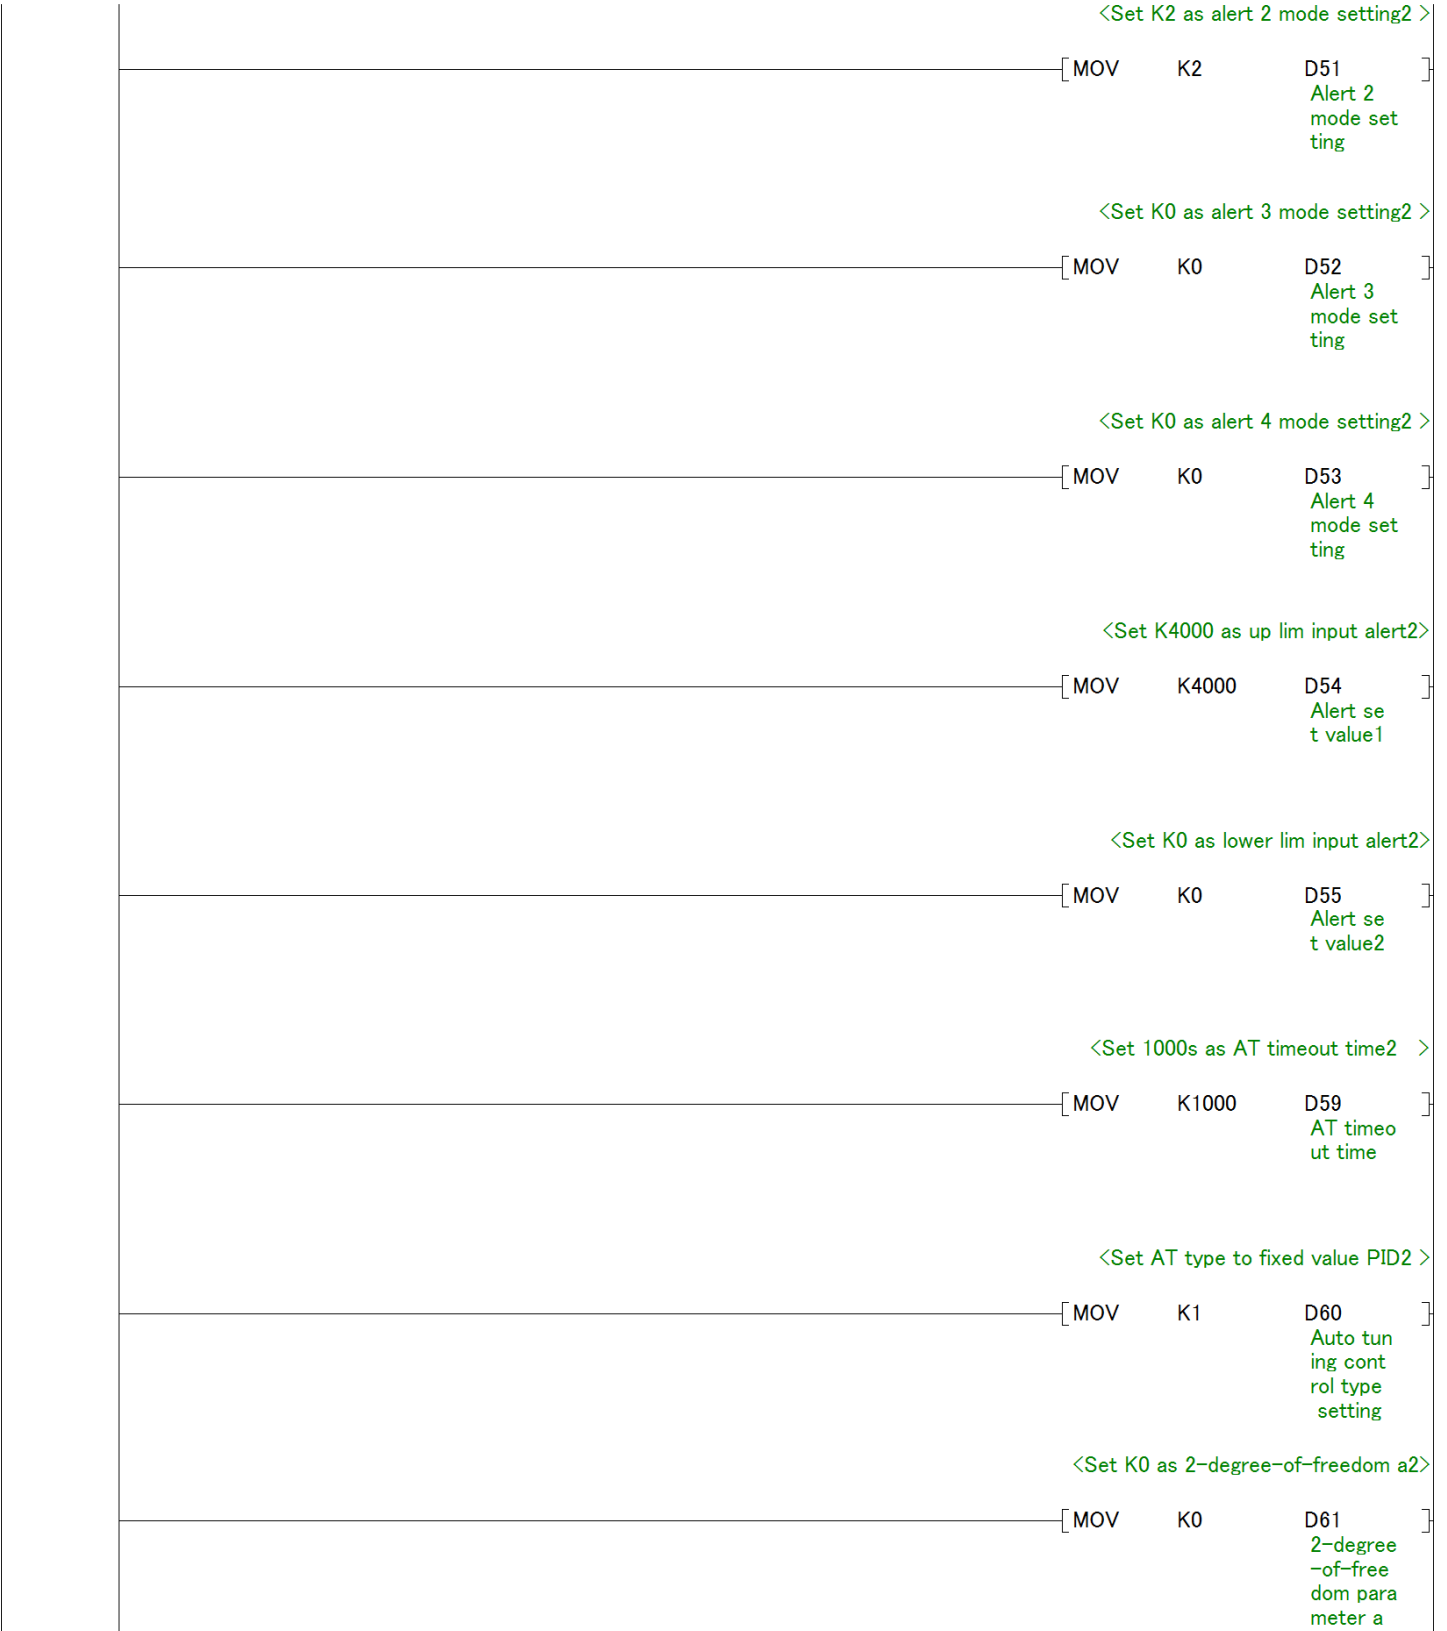 <Set K2 as alert 2 mode setting2 >
[ MOV K2 D51 ]
Alert 2
mode set
ting
<Set K0 as alert 3 mode setting2 >
[ MOV K0 D52 ]
Alert 3
mode set
ting
<Set K0 as alert 4 mode setting2 >
[ MOV K0 D53 ]
Alert 4
mode set
ting
<Set K4000 as up lim input alert2>
[ MOV K4000 D54 ]
Alert se
t value1
<Set K0 as lower lim input alert2>
[ MOV K0 D55 ]
Alert se
t value2
<Set 1000s as AT timeout time2 >
[ MOV K1000 D59 ]
AT timeo
ut time
<Set AT type to fixed value PID2 >
[ MOV K1 D60 ]
Auto tun
ing cont
rol type
setting
<Set K0 as 2-degree-of-freedom a2>
[ MOV K0 D61 ]
2-degree
-of-free
dom para
meter a